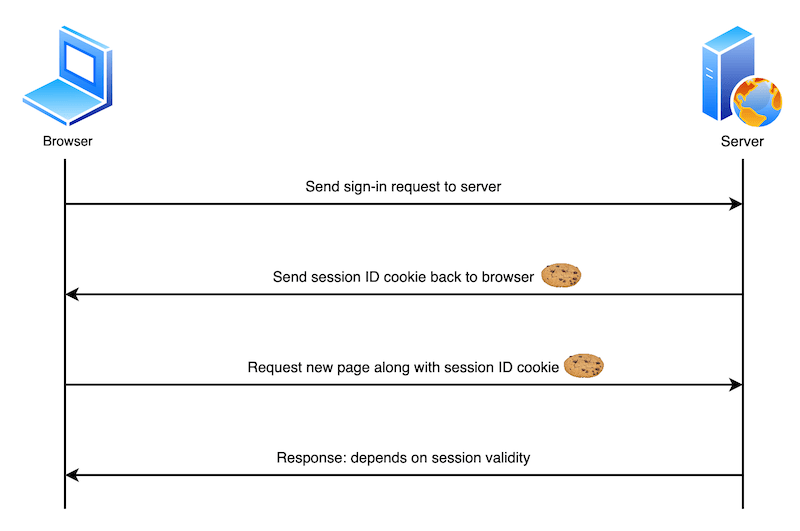 Browser
Server
Send sign-in request to server
Send session ID cookie back to browser
Request new page along with session ID cookie
Response: depends on session validity